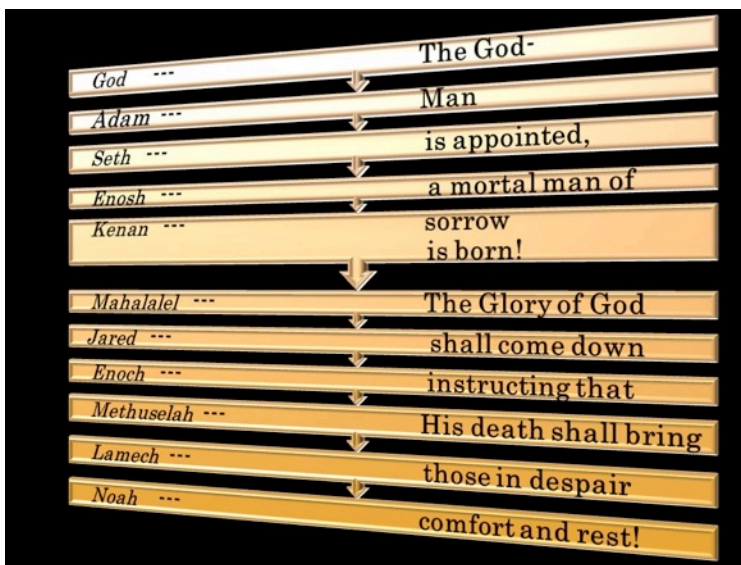 God --- The God-
Adam --- Man
Seth --- is appointed,
Enosh --- a mortal man of
Kenan --- sorrow
is born!
Mahalalel --- The Glory of God
Jared --- shall come down
Enoch --- instructing that
Methuselah --- His death shall bring
Lamech --- those in despair
Noah --- comfort and rest!